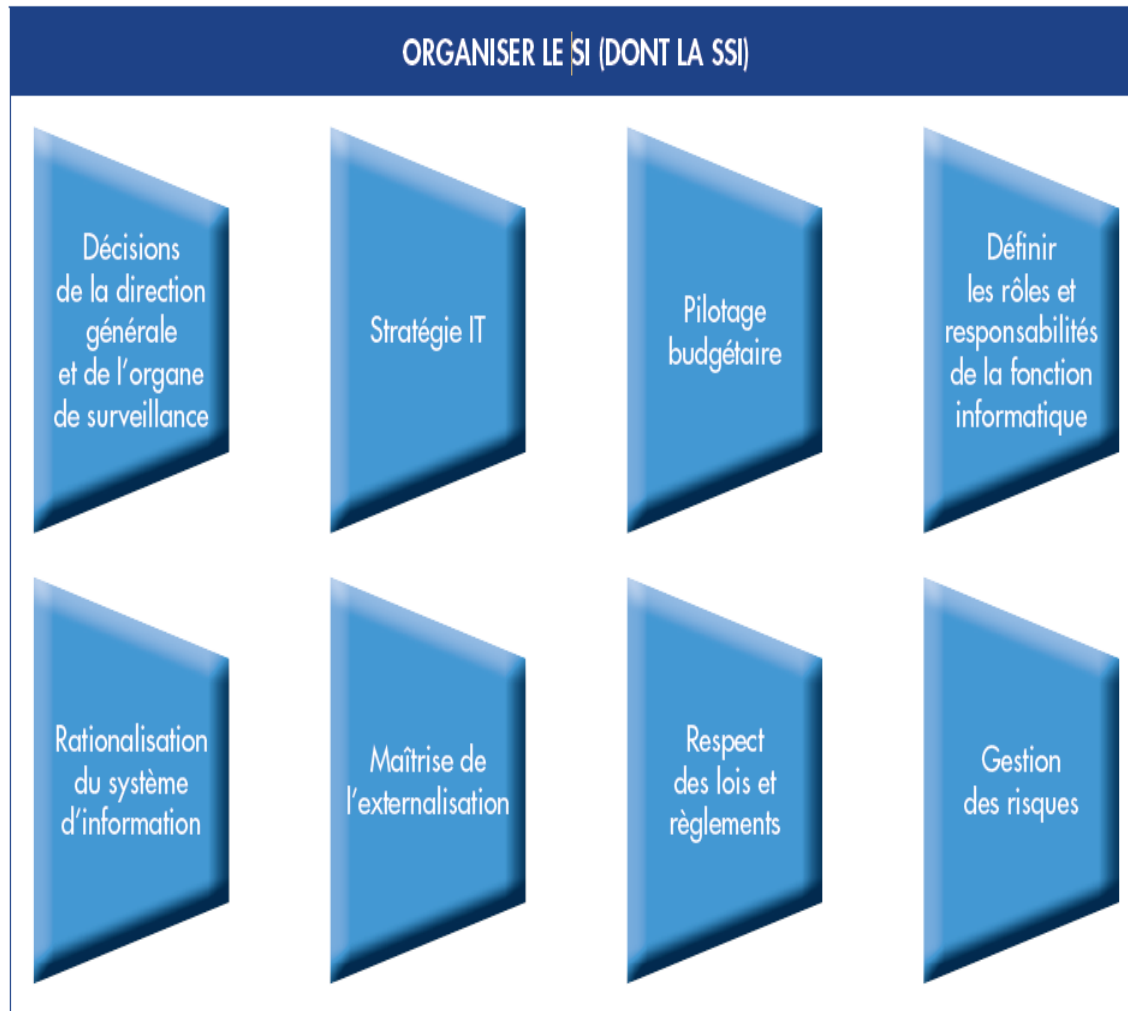 ORGANISER LE SI (DONT LA SSI)
Décisions
de la direction
générale
et de l'organe
de surveillance
Stratégie IT
Pilotage
budgétaire
Définir
les rôles et
responsabilités
de la fonction
informatique
Rationalisation
du système
d'information
Maîtrise de
l'externalisation
Respect
des lois et
règlements
Gestion
des risques